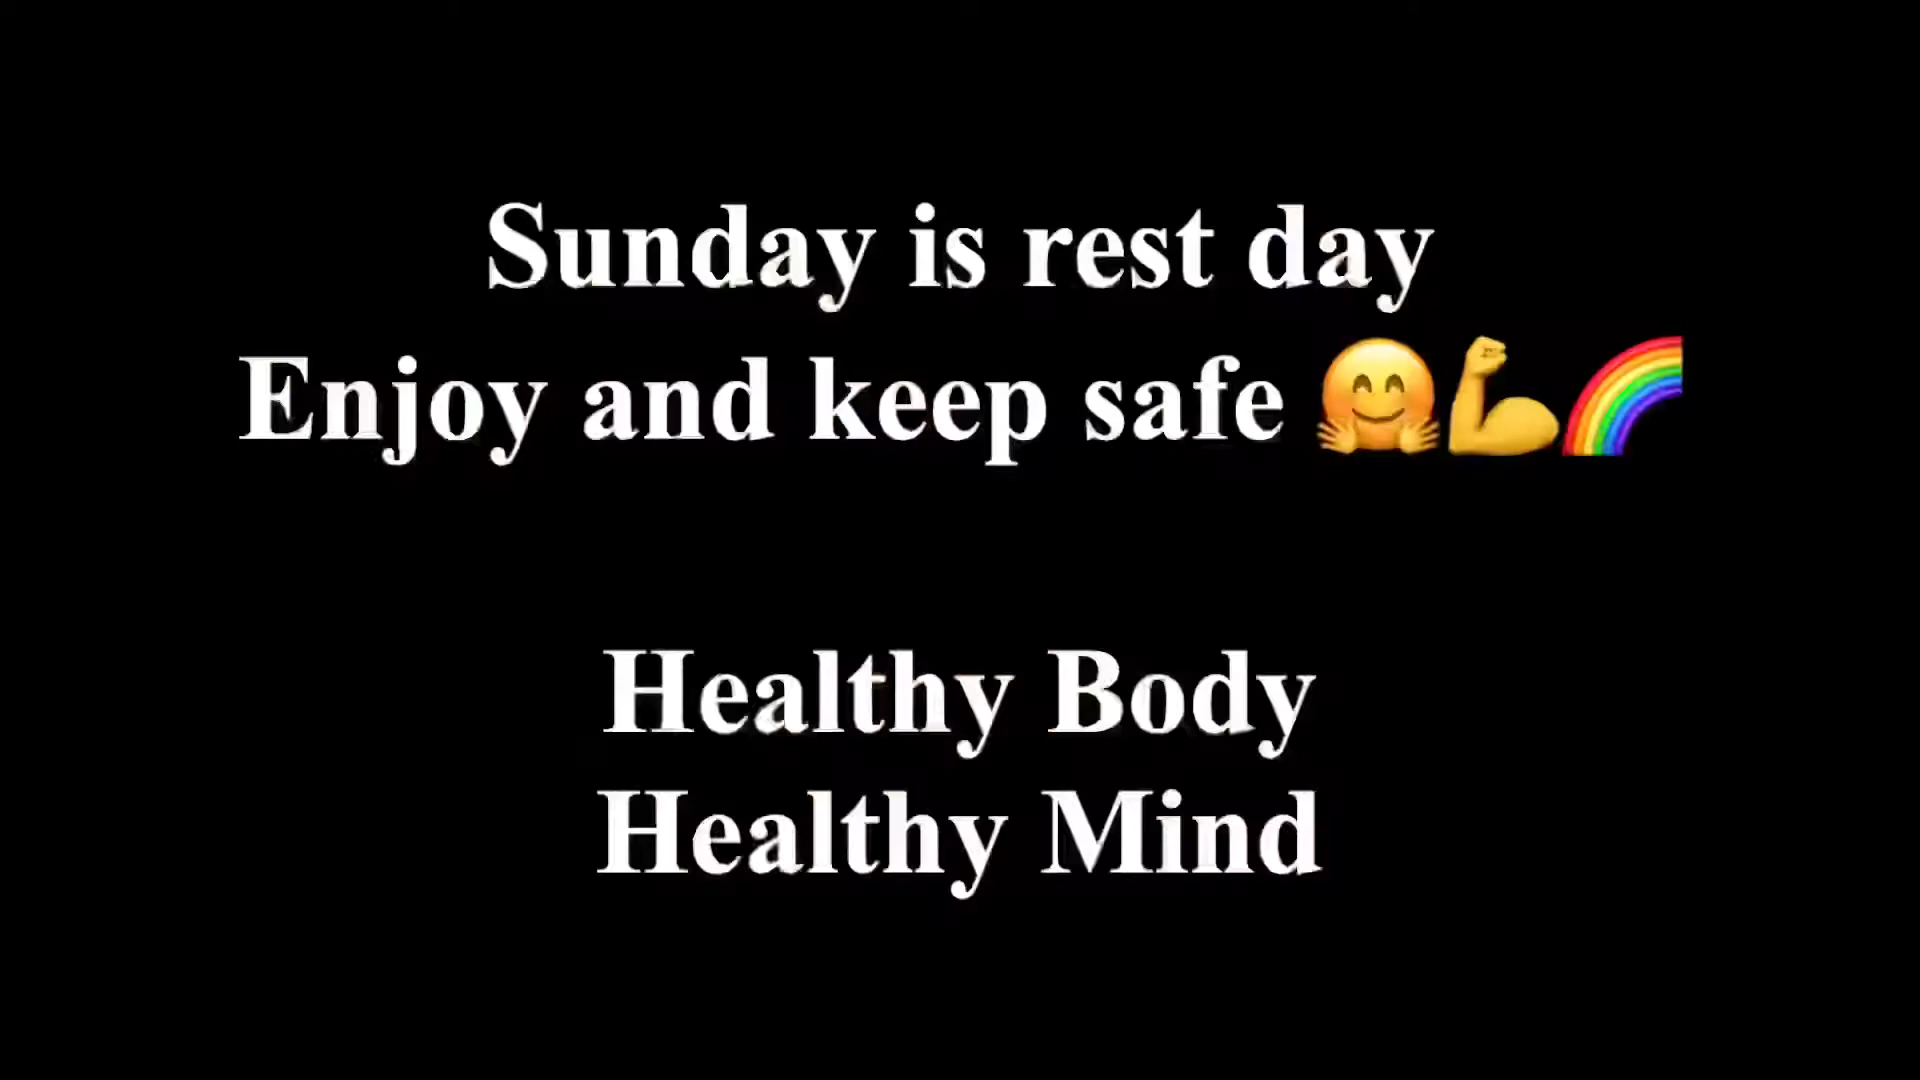 Sunday is rest day
Enjoy and keep safe 🤗💪🌈
Healthy Body
Healthy Mind